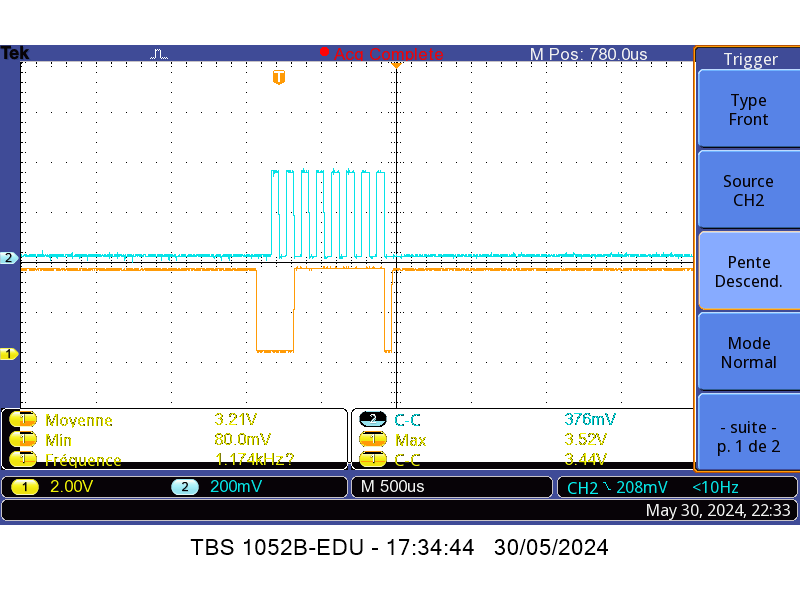 Tek Acq Complete M Pos: 780.0us Trigger
T
Type
Front
Source
CH2
2
Pente
Descend.
1
Mode
Normal
1 Moyenne 3.21V 2 C-C 376mV
1 Min 80.0mV 1 Max 3.52V
1 Fréquence 1.174kHz? 1 C-C 3.44V
- suite -
p. 1 de 2
1 2.00V 2 200mV M 500us CH2 208mV <10Hz
May 30, 2024, 22:33
TBS 1052B-EDU - 17:34:44 30/05/2024